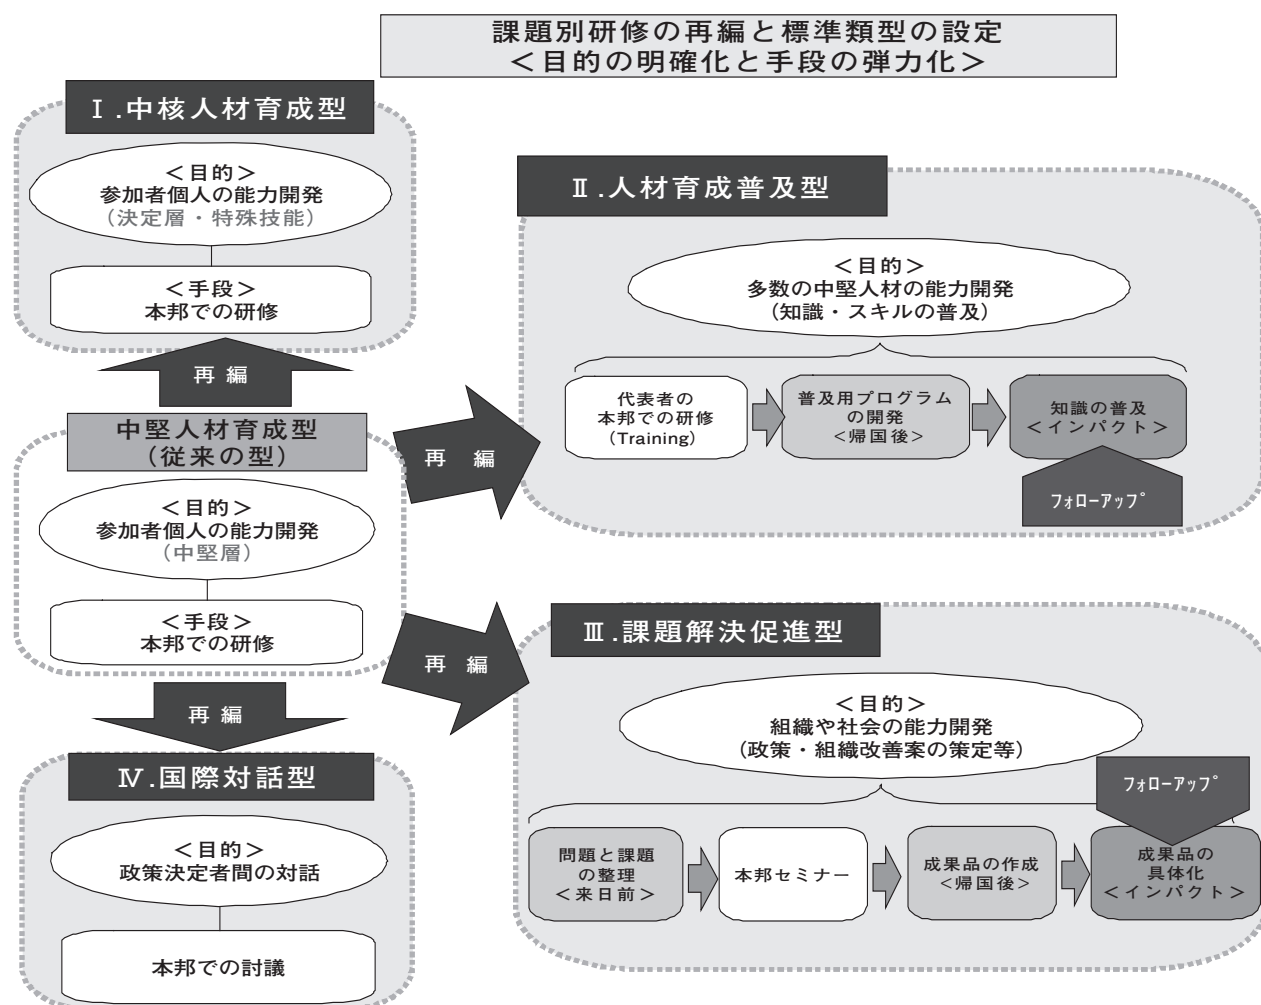 課題別研修の再編と標準類型の設定
＜目的の明確化と手段の弾力化＞
Ⅰ.中核人材育成型
＜目的＞
参加者個人の能力開発
（決定層・特殊技能）
＜手段＞
本邦での研修
再 編
中堅人材育成型
（従来の型）
＜目的＞
参加者個人の能力開発
（中堅層）
＜手段＞
本邦での研修
再 編
Ⅳ.国際対話型
＜目的＞
政策決定者間の対話
本邦での討議
再　編
Ⅱ.人材育成普及型
＜目的＞
多数の中堅人材の能力開発
（知識・スキルの普及）
代表者の
本邦での研修
（Training）
普及用プログラム
の開発
＜帰国後＞
知識の普及
＜インパクト＞
ﾌｫﾛｰアップ
再　編
Ⅲ.課題解決促進型
＜目的＞
組織や社会の能力開発
（政策・組織改善案の策定等）
ﾌｫﾛｰアップ
問題と課題
の整理
＜来日前＞
本邦セミナー
成果品の作成
＜帰国後＞
成果品の
具体化
＜インパクト＞